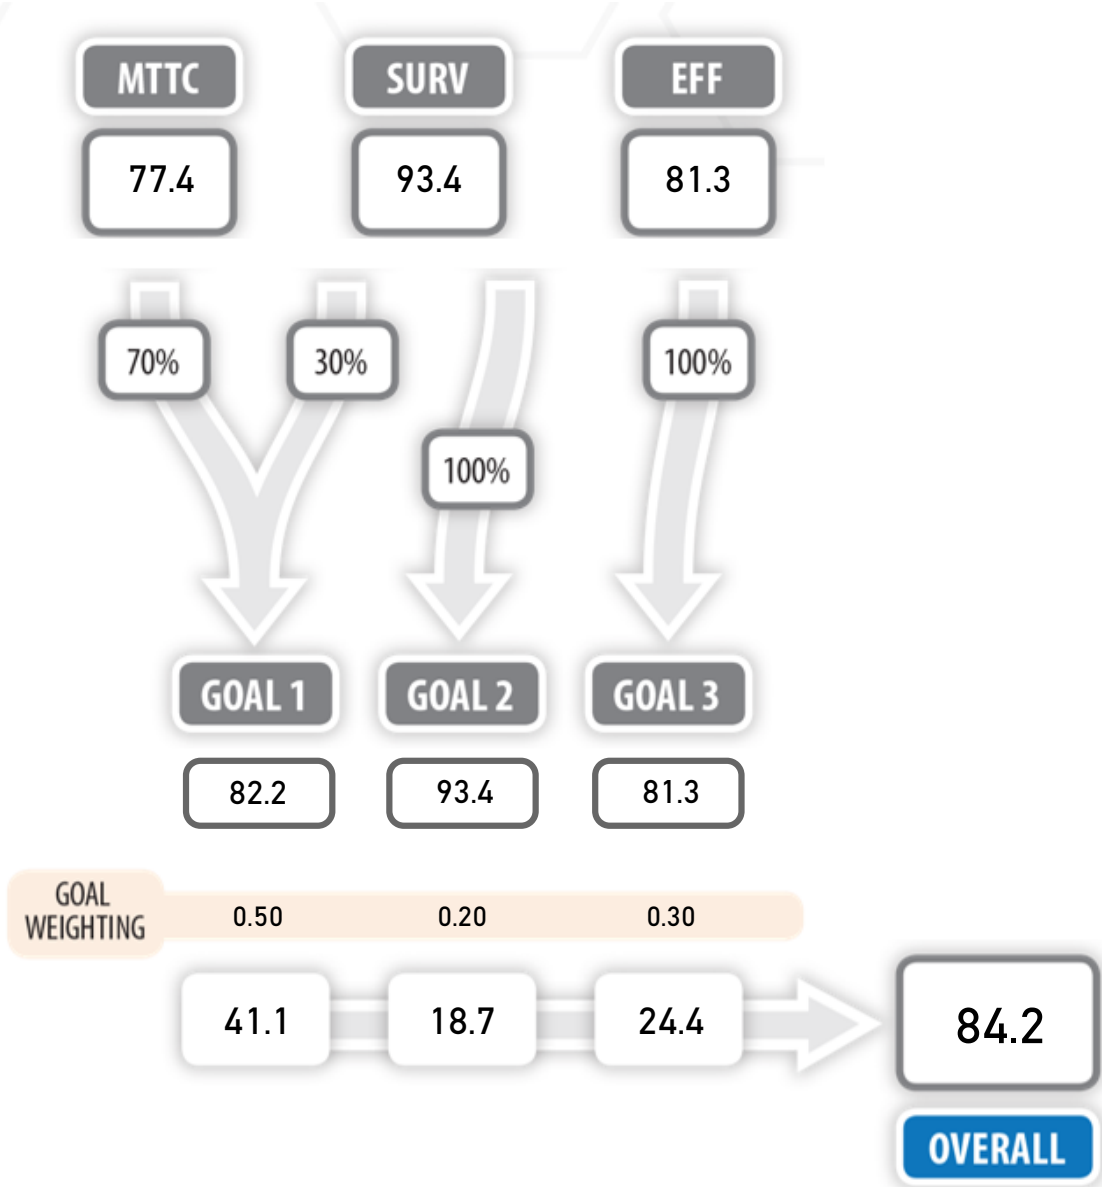 MTTC
SURV
EFF
77.4
93.4
81.3
70%
30%
100%
100%
GOAL 1
GOAL 2
GOAL 3
82.2
93.4
81.3
GOAL
WEIGHTING
0.50
0.20
0.30
41.1
18.7
24.4
84.2
OVERALL